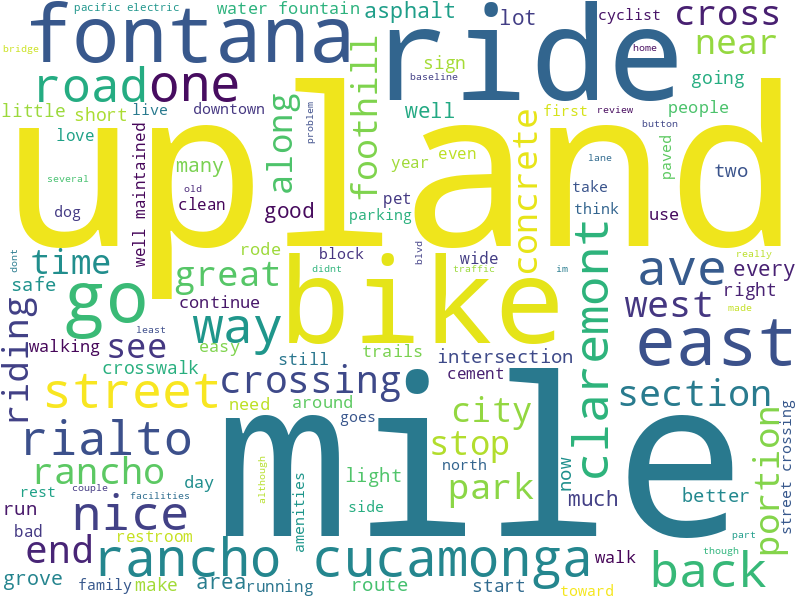 pacific electric
water fountain
asphalt
lot
cyclist
cross
bridge
fontana
ride
sign
home
near
road
one
baseline
going
little
short
live
downtown
along
problem
foothill
well
concrete
first
review
people
button
upland
love
many
year
even
lane
paved
two
several
old
clean
well maintained
dog
good
pet
parking
take
think
use
dont
time
safe
go
great
rode
block
didnt
blvd
wide
traffic
im
ave
really
every
right
made
continue
bike
claremont
west
riding
walking
least
see
way
easy
still
trails
intersection
east
crosswalk
crossing
cement
street
need
around
goes
city
section
rialto
mile
stop
north
now
portion
street crossing
rancho
rest
couple
facilities
day
although
amenities
light
side
park
much
better
run
bad
nice
restroom
part
end
rancho cucamonga
walk
though
back
grove
family
make
area
running
route
start
toward